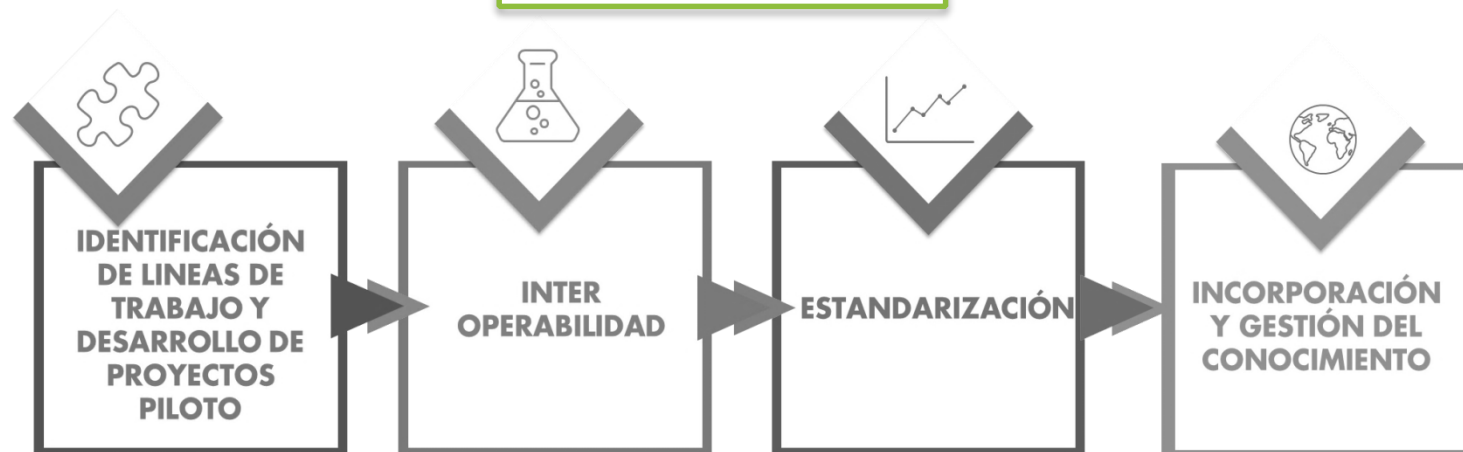 IDENTIFICACIÓN
DE LINEAS DE
TRABAJO Y
DESARROLLO DE
PROYECTOS
PILOTO
INTER
OPERABILIDAD
ESTANDARIZACIÓN
INCORPORACIÓN
Y GESTIÓN DEL
CONOCIMIENTO